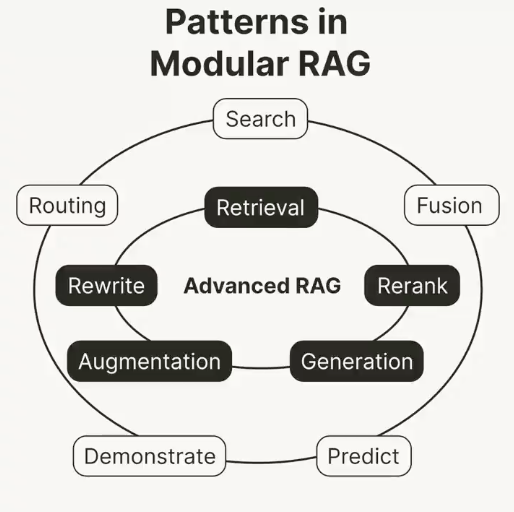 Patterns in
Modular RAG
Search
Routing
Fusion
Retrieval
Rewrite
Advanced RAG
Rerank
Augmentation
Generation
Demonstrate
Predict